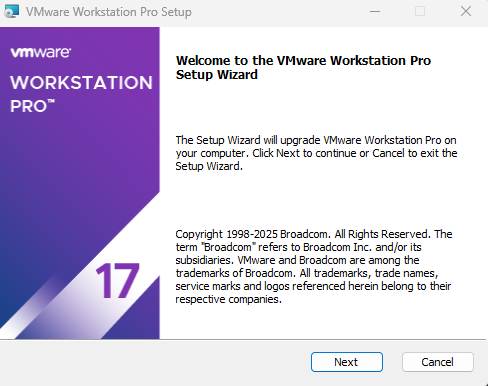 VMware Workstation Pro Setup
vmware
WORKSTATION
PRO™
17
Welcome to the VMware Workstation Pro
Setup Wizard
The Setup Wizard will upgrade VMware Workstation Pro on
your computer. Click Next to continue or Cancel to exit the
Setup Wizard.
Copyright 1998-2025 Broadcom. All Rights Reserved. The
term "Broadcom" refers to Broadcom Inc. and/or its
subsidiaries. VMware and Broadcom are among the
trademarks of Broadcom. All trademarks, trade names,
service marks and logos referenced herein belong to their
respective companies.
Next
Cancel